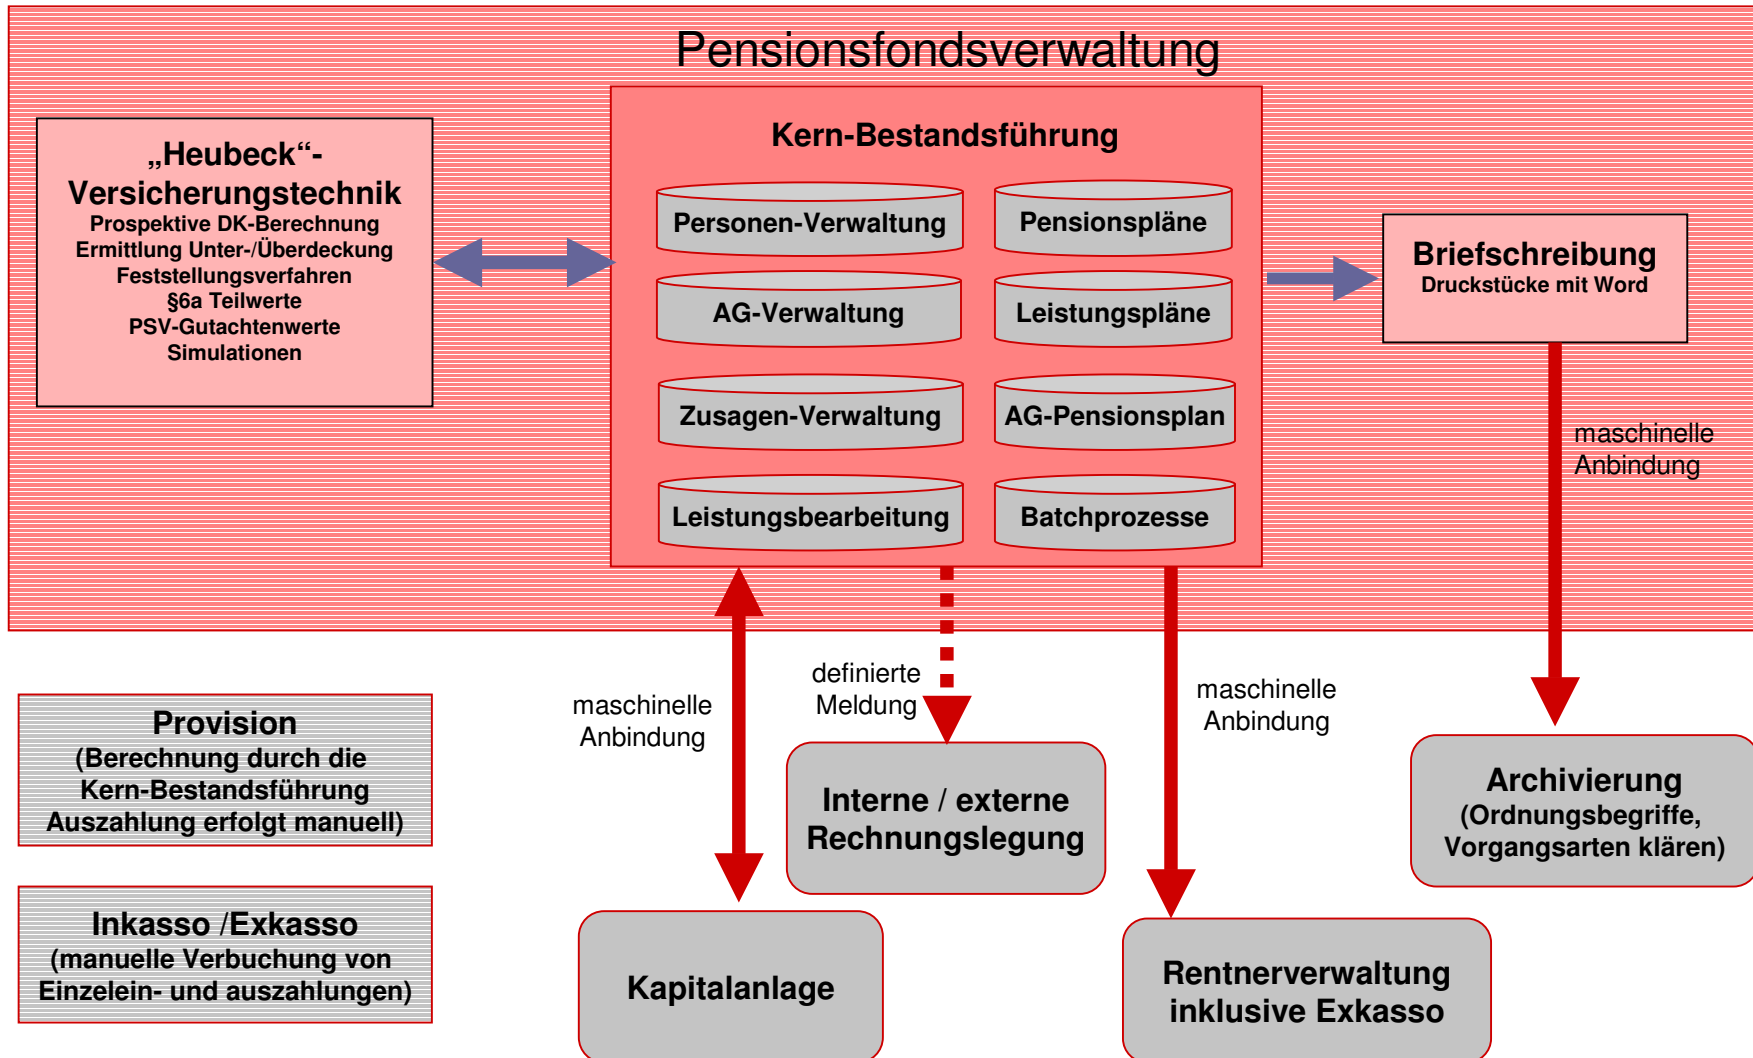 Pensionsfondsverwaltung
„Heubeck“-
Versicherungstechnik
Prospektive DK-Berechnung
Ermittlung Unter-/Überdeckung
Feststellungsverfahren
§6a Teilwerte
PSV-Gutachtenwerte
Simulationen
Kern-Bestandsführung
Personen-Verwaltung
Pensionspläne
AG-Verwaltung
Leistungspläne
Zusagen-Verwaltung
AG-Pensionsplan
Leistungsbearbeitung
Batchprozesse
Briefschreibung
Druckstücke mit Word
maschinelle
Anbindung
maschinelle
Anbindung
definierte
Meldung
maschinelle
Anbindung
Provision
(Berechnung durch die
Kern-Bestandsführung
Auszahlung erfolgt manuell)
Inkasso /Exkasso
(manuelle Verbuchung von
Einzelein- und auszahlungen)
Interne / externe
Rechnungslegung
Archivierung
(Ordnungsbegriffe,
Vorgangsarten klären)
Kapitalanlage
Rentnerverwaltung
inklusive Exkasso